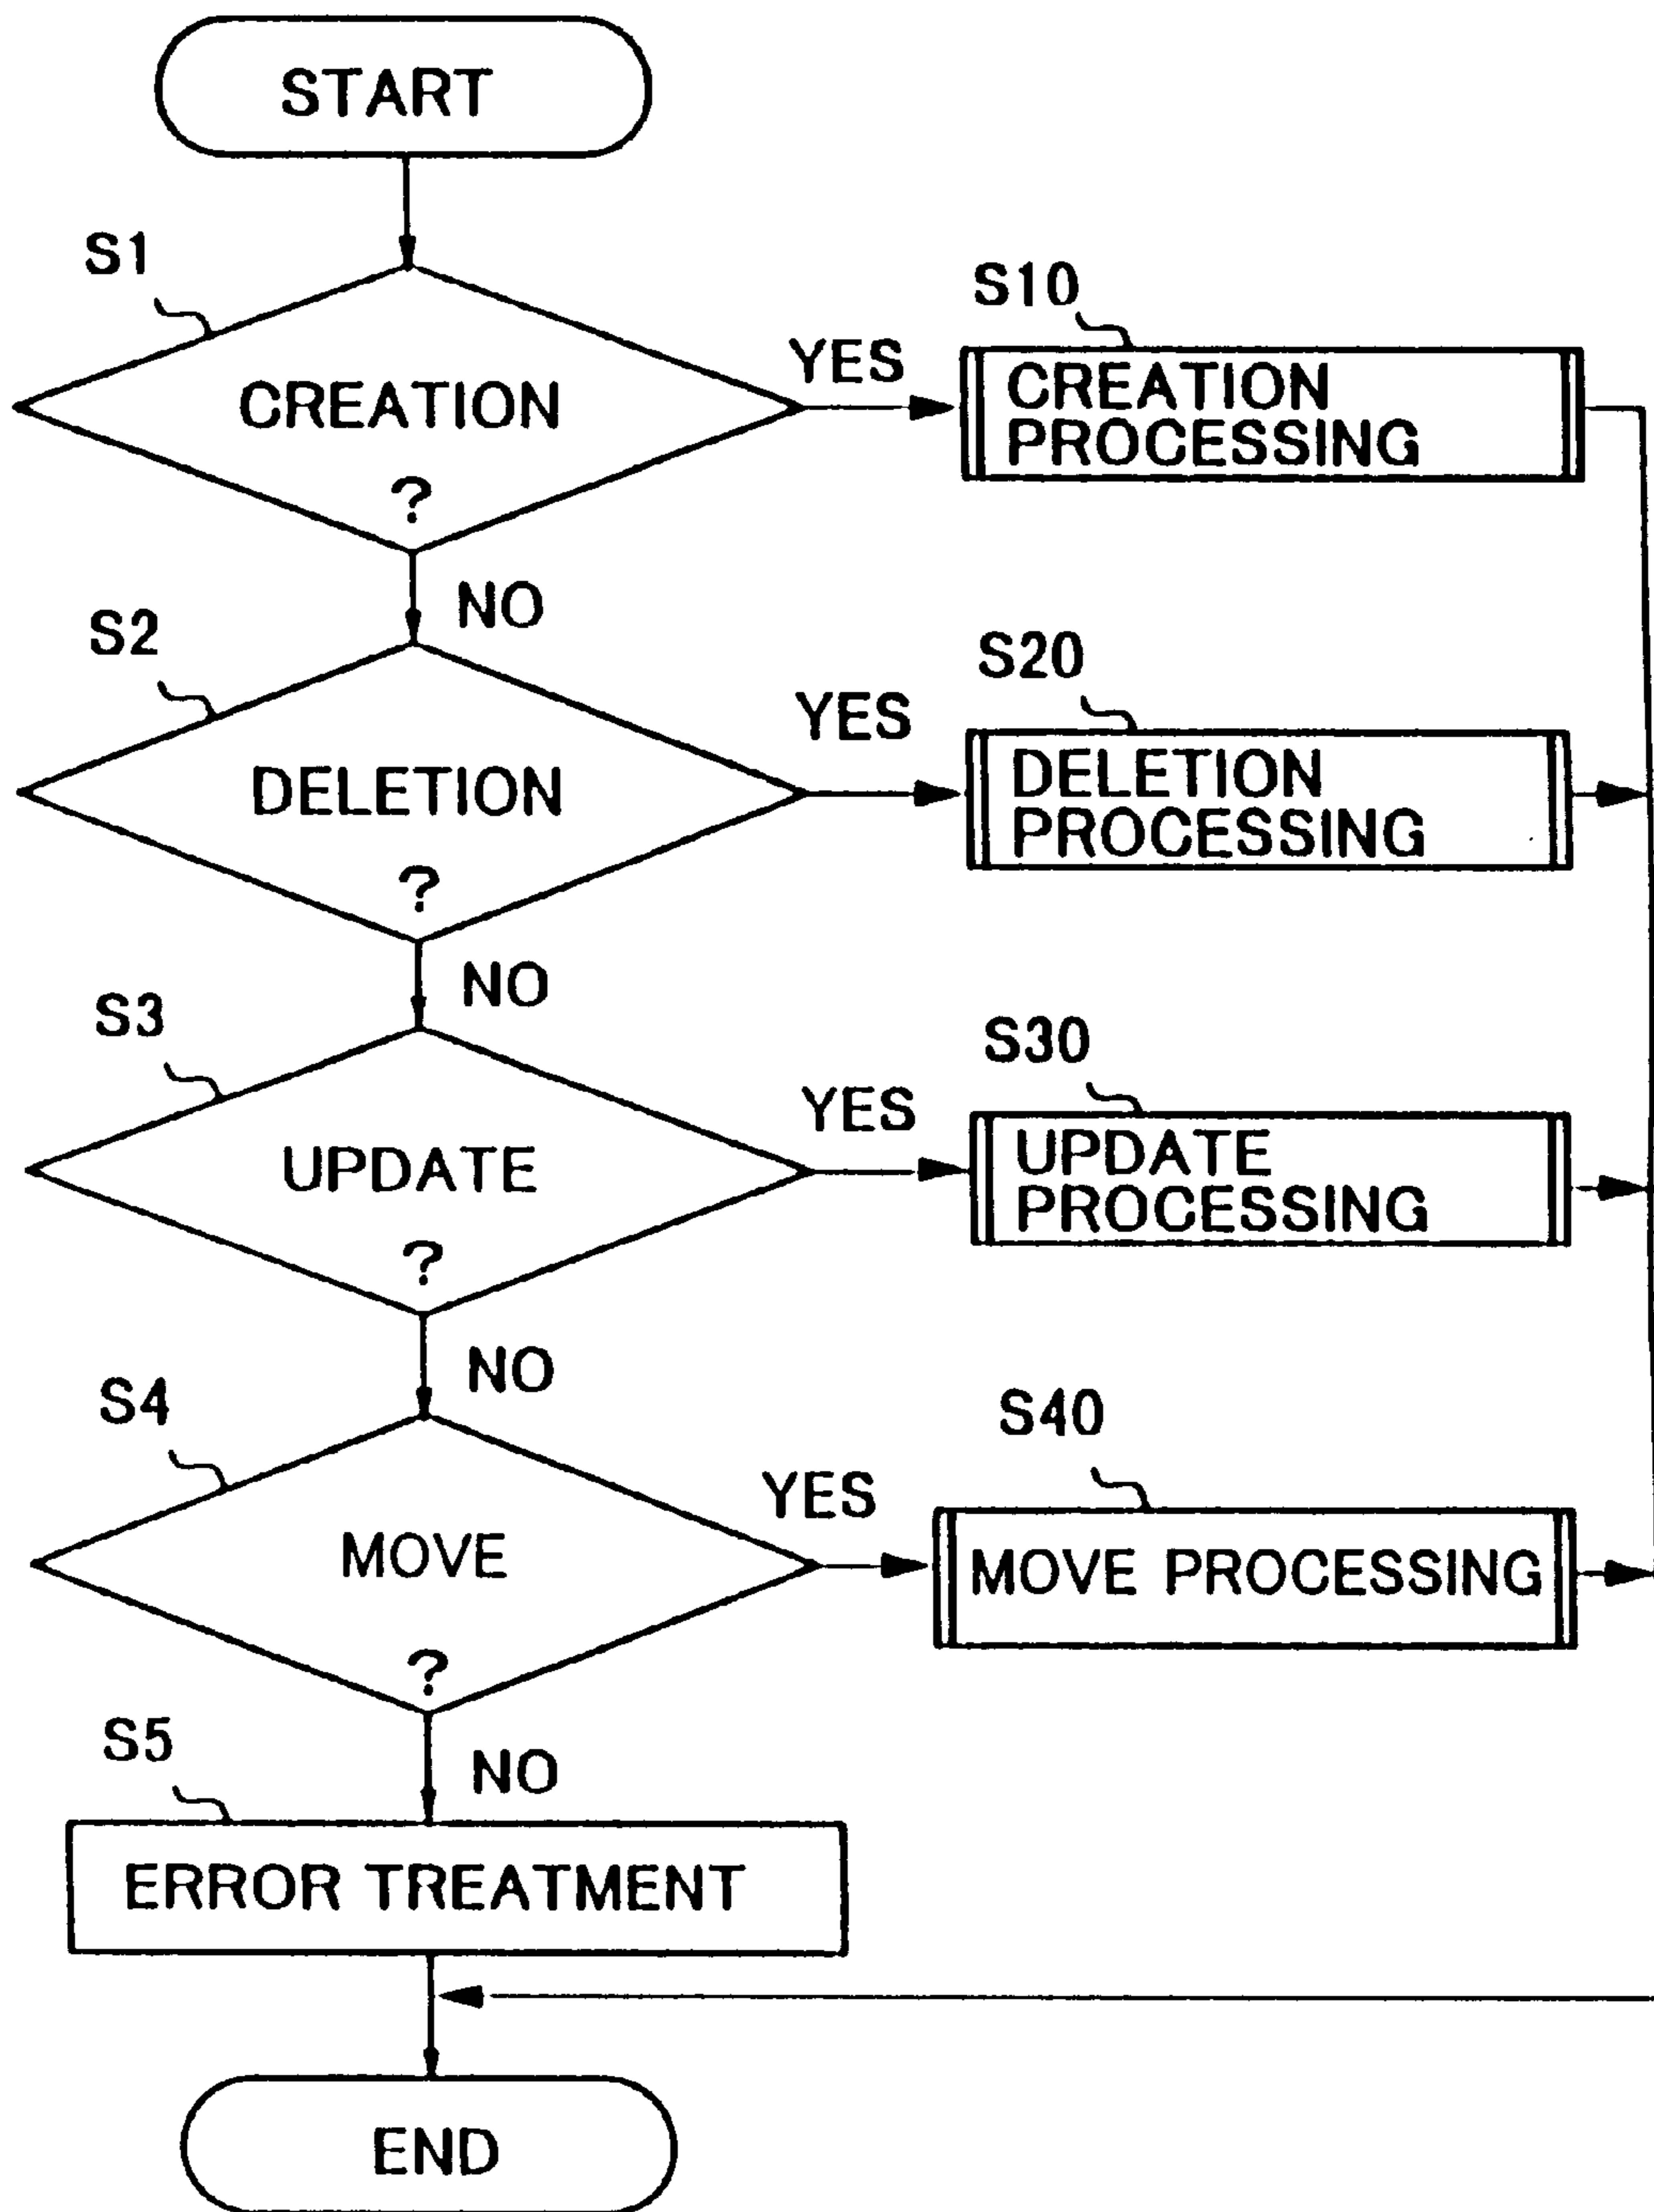 START
S1
CREATION
?
YES
S10
CREATION
PROCESSING
NO
S2
DELETION
?
YES
S20
DELETION
PROCESSING
NO
S3
UPDATE
?
YES
S30
UPDATE
PROCESSING
NO
S4
MOVE
?
YES
S40
MOVE PROCESSING
NO
S5
ERROR TREATMENT
END